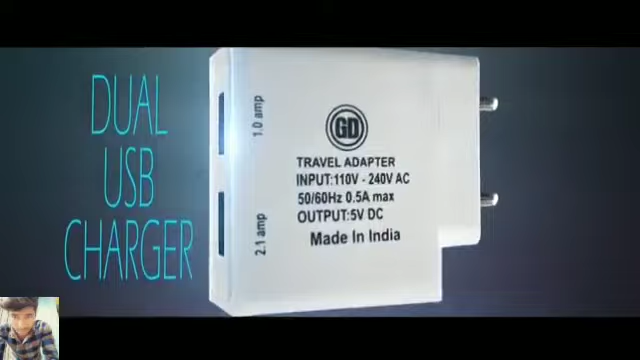 DUAL
USB
CHARGER
1.0 amp
2.1 amp
GD
TRAVEL ADAPTER
INPUT:110V - 240V AC
50/60Hz 0.5A max
OUTPUT:5V DC
Made In India